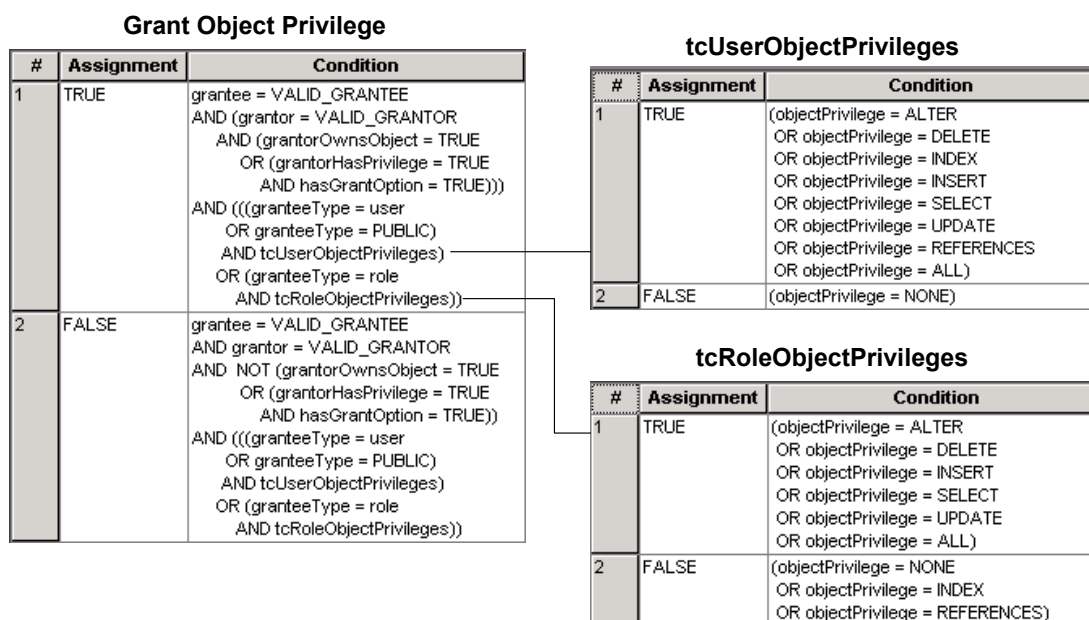 Grant Object Privilege
# Assignment Condition
1 TRUE grantee = VALID_GRANTEE
AND (grantor = VALID_GRANTOR
AND (grantorOwnsObject = TRUE
OR (grantorHasPrivilege = TRUE
AND hasGrantOption = TRUE)))
AND (((granteeType = user
OR granteeType = PUBLIC)
AND tcUserObjectPrivileges)
OR (granteeType = role
AND tcRoleObjectPrivileges))
2 FALSE grantee = VALID_GRANTEE
AND grantor = VALID_GRANTOR
AND NOT (grantorOwnsObject = TRUE
OR (grantorHasPrivilege = TRUE
AND hasGrantOption = TRUE))
AND (((granteeType = user
OR granteeType = PUBLIC)
AND tcUserObjectPrivileges)
OR (granteeType = role
AND tcRoleObjectPrivileges))
tcUserObjectPrivileges
# Assignment Condition
1 TRUE (objectPrivilege = ALTER
OR objectPrivilege = DELETE
OR objectPrivilege = INDEX
OR objectPrivilege = INSERT
OR objectPrivilege = SELECT
OR objectPrivilege = UPDATE
OR objectPrivilege = REFERENCES
OR objectPrivilege = ALL)
2 FALSE (objectPrivilege = NONE)
tcRoleObjectPrivileges
# Assignment Condition
1 TRUE (objectPrivilege = ALTER
OR objectPrivilege = DELETE
OR objectPrivilege = INSERT
OR objectPrivilege = SELECT
OR objectPrivilege = UPDATE
OR objectPrivilege = ALL)
2 FALSE (objectPrivilege = NONE
OR objectPrivilege = INDEX
OR objectPrivilege = REFERENCES)